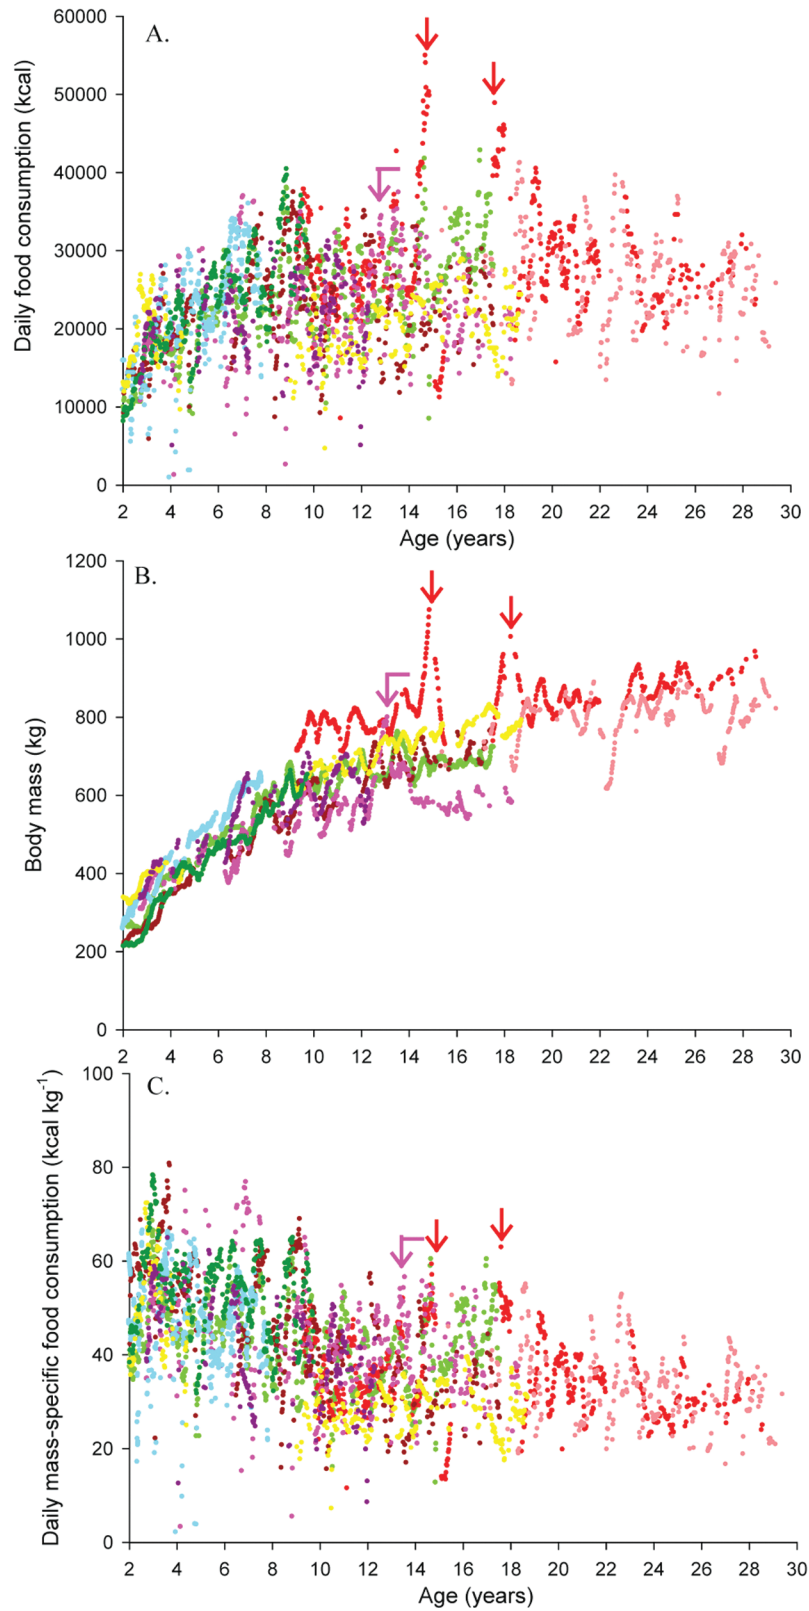 A.
Daily food consumption (kcal)
60000
50000
40000
30000
20000
10000
0
2 4 6 8 10 12 14 16 18 20 22 24 26 28 30
Age (years)
B.
Body mass (kg)
1200
1000
800
600
400
200
0
2 4 6 8 10 12 14 16 18 20 22 24 26 28 30
C.
Daily mass-specific food consumption (kcal kg⁻¹)
100
80
60
40
20
0
2 4 6 8 10 12 14 16 18 20 22 24 26 28 30
Age (years)